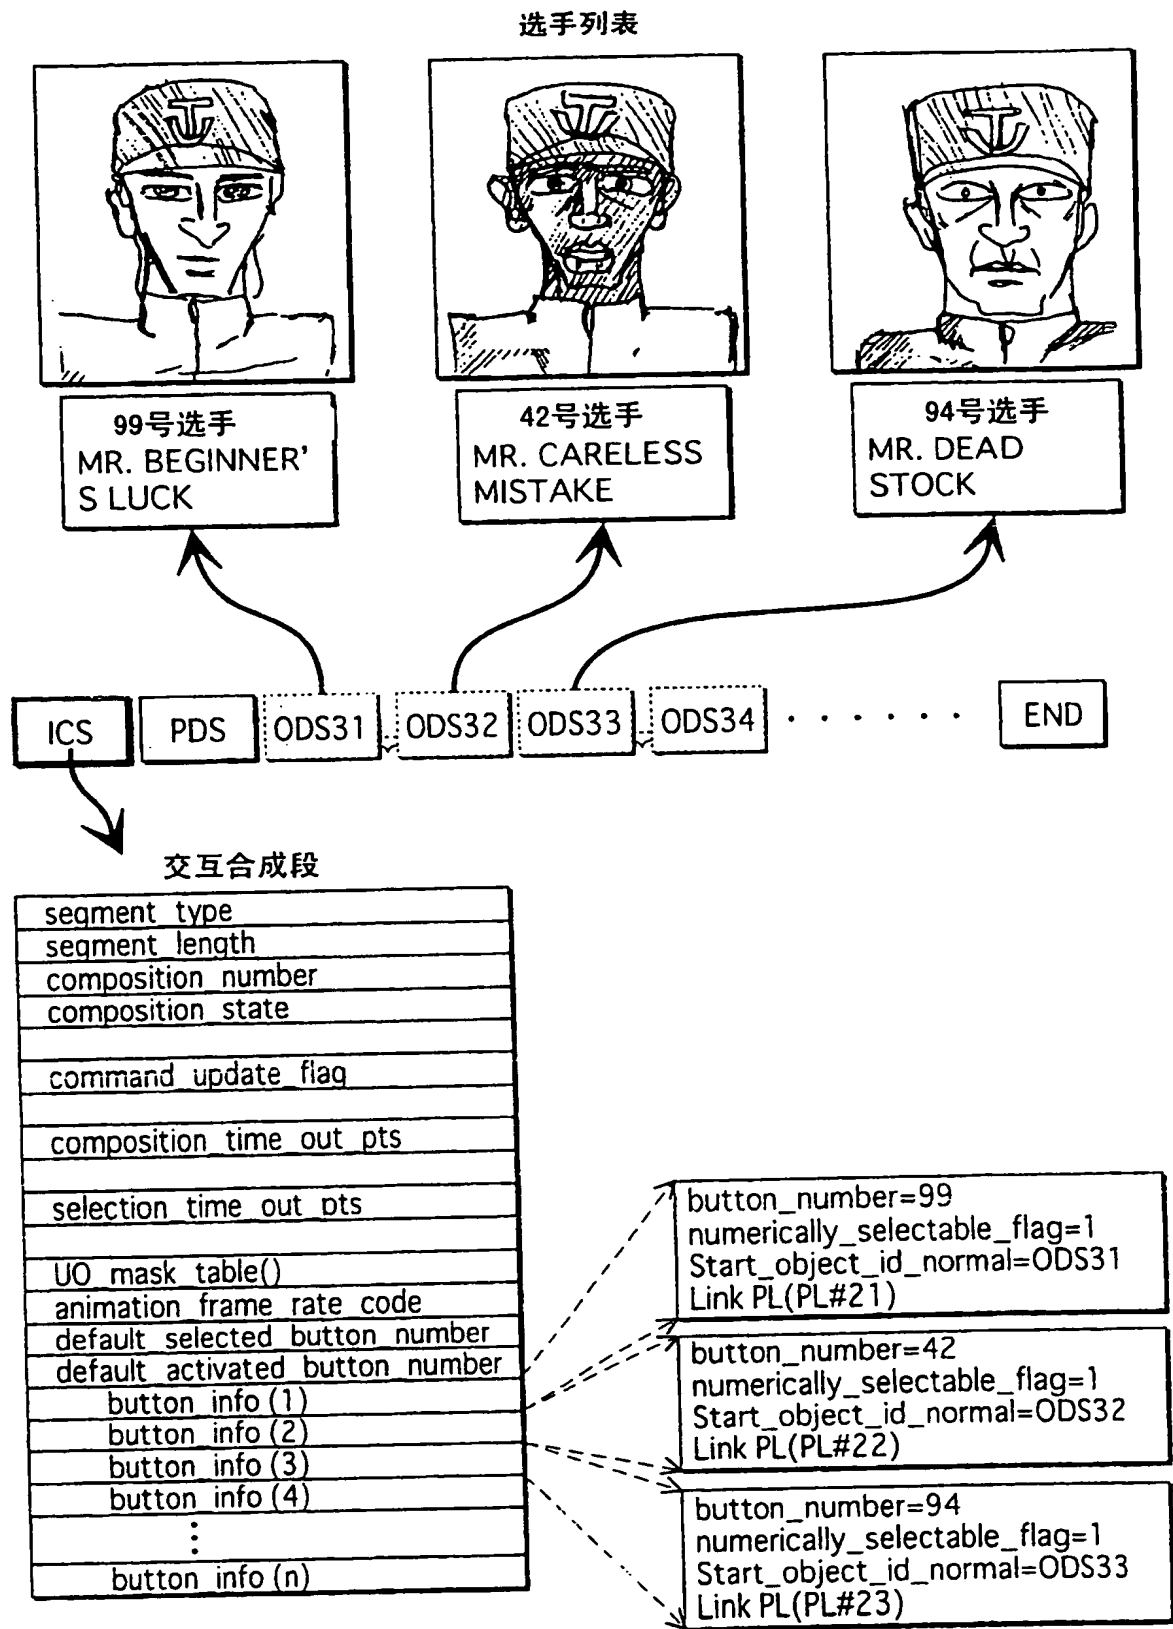 选手列表
99号选手
MR. BEGINNER'
S LUCK
42号选手
MR. CARELESS
MISTAKE
94号选手
MR. DEAD
STOCK
ICS
PDS
ODS31
ODS32
ODS33
ODS34
· · · · · · ·
END
交互合成段
segment_type
segment_length
composition_number
composition_state
command_update_flag
composition_time_out_pts
selection_time_out_pts
UO_mask_table()
animation_frame_rate_code
default_selected_button_number
default_activated_button_number
button_info(1)
button_info(2)
button_info(3)
button_info(4)
⋮
button_info(n)
button_number=99
numerically_selectable_flag=1
Start_object_id_normal=ODS31
Link PL(PL#21)
button_number=42
numerically_selectable_flag=1
Start_object_id_normal=ODS32
Link PL(PL#22)
button_number=94
numerically_selectable_flag=1
Start_object_id_normal=ODS33
Link PL(PL#23)